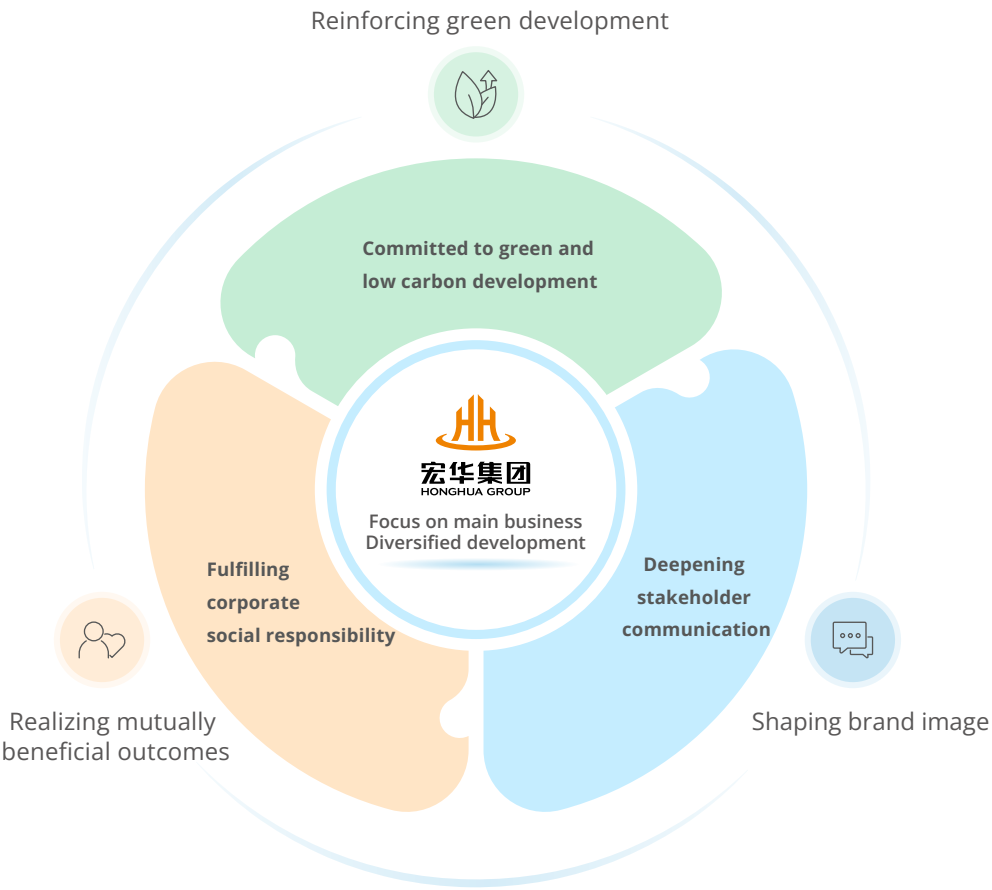 Reinforcing green development
Committed to green and
low carbon development
宏华集团
HONGHUA GROUP
Focus on main business
Diversified development
Fulfilling
corporate
social responsibility
Deepening
stakeholder
communication
Realizing mutually
beneficial outcomes
Shaping brand image